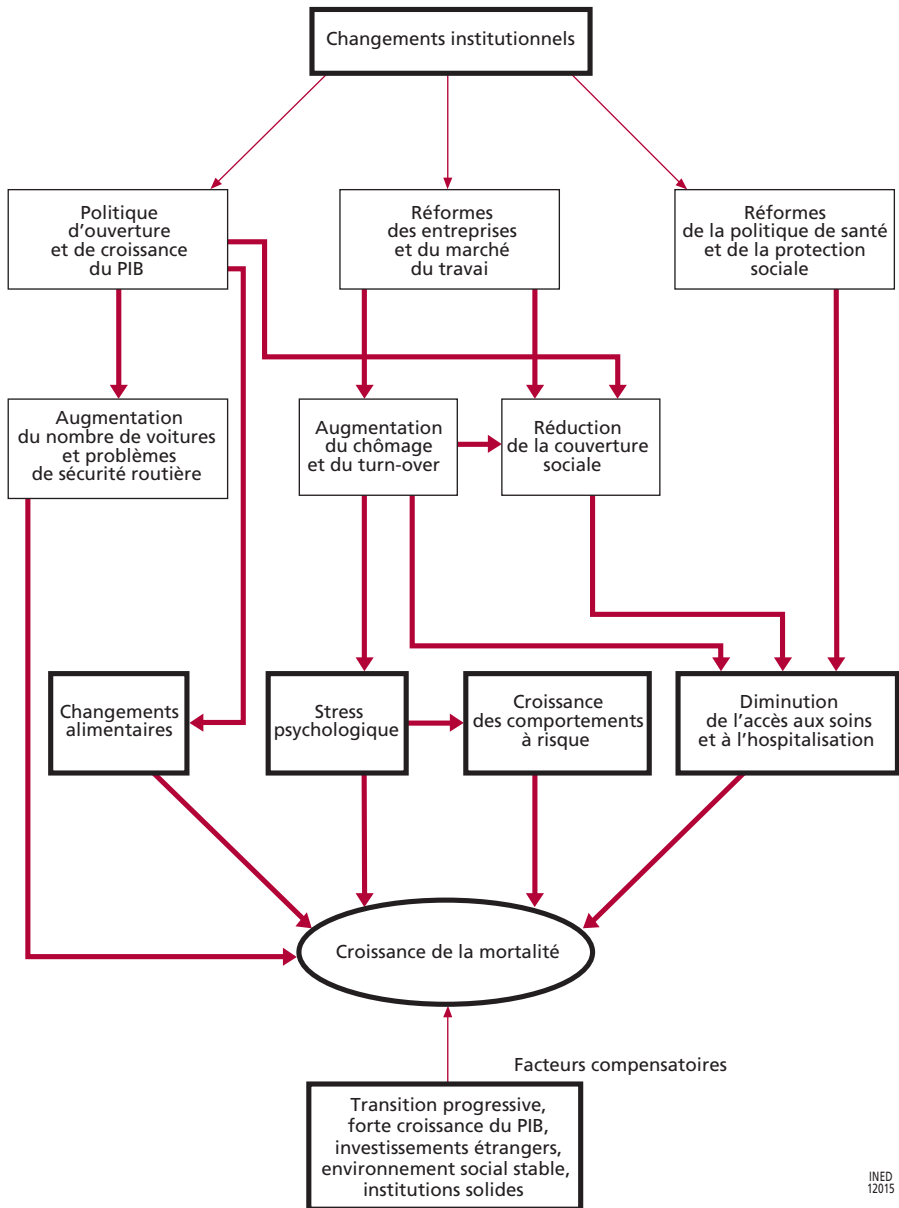 Changements institutionnels
Politique
d'ouverture
et de croissance
du PIB
Réformes
des entreprises
et du marché
du travai
Réformes
de la politique de santé
et de la protection
sociale
Augmentation
du nombre de voitures
et problèmes
de sécurité routière
Augmentation
du chômage
et du turn-over
Réduction
de la couverture
sociale
Changements
alimentaires
Stress
psychologique
Croissance
des comportements
à risque
Diminution
de l'accès aux soins
et à l'hospitalisation
Croissance de la mortalité
Facteurs compensatoires
Transition progressive,
forte croissance du PIB,
investissements étrangers,
environnement social stable,
institutions solides
INED
12015